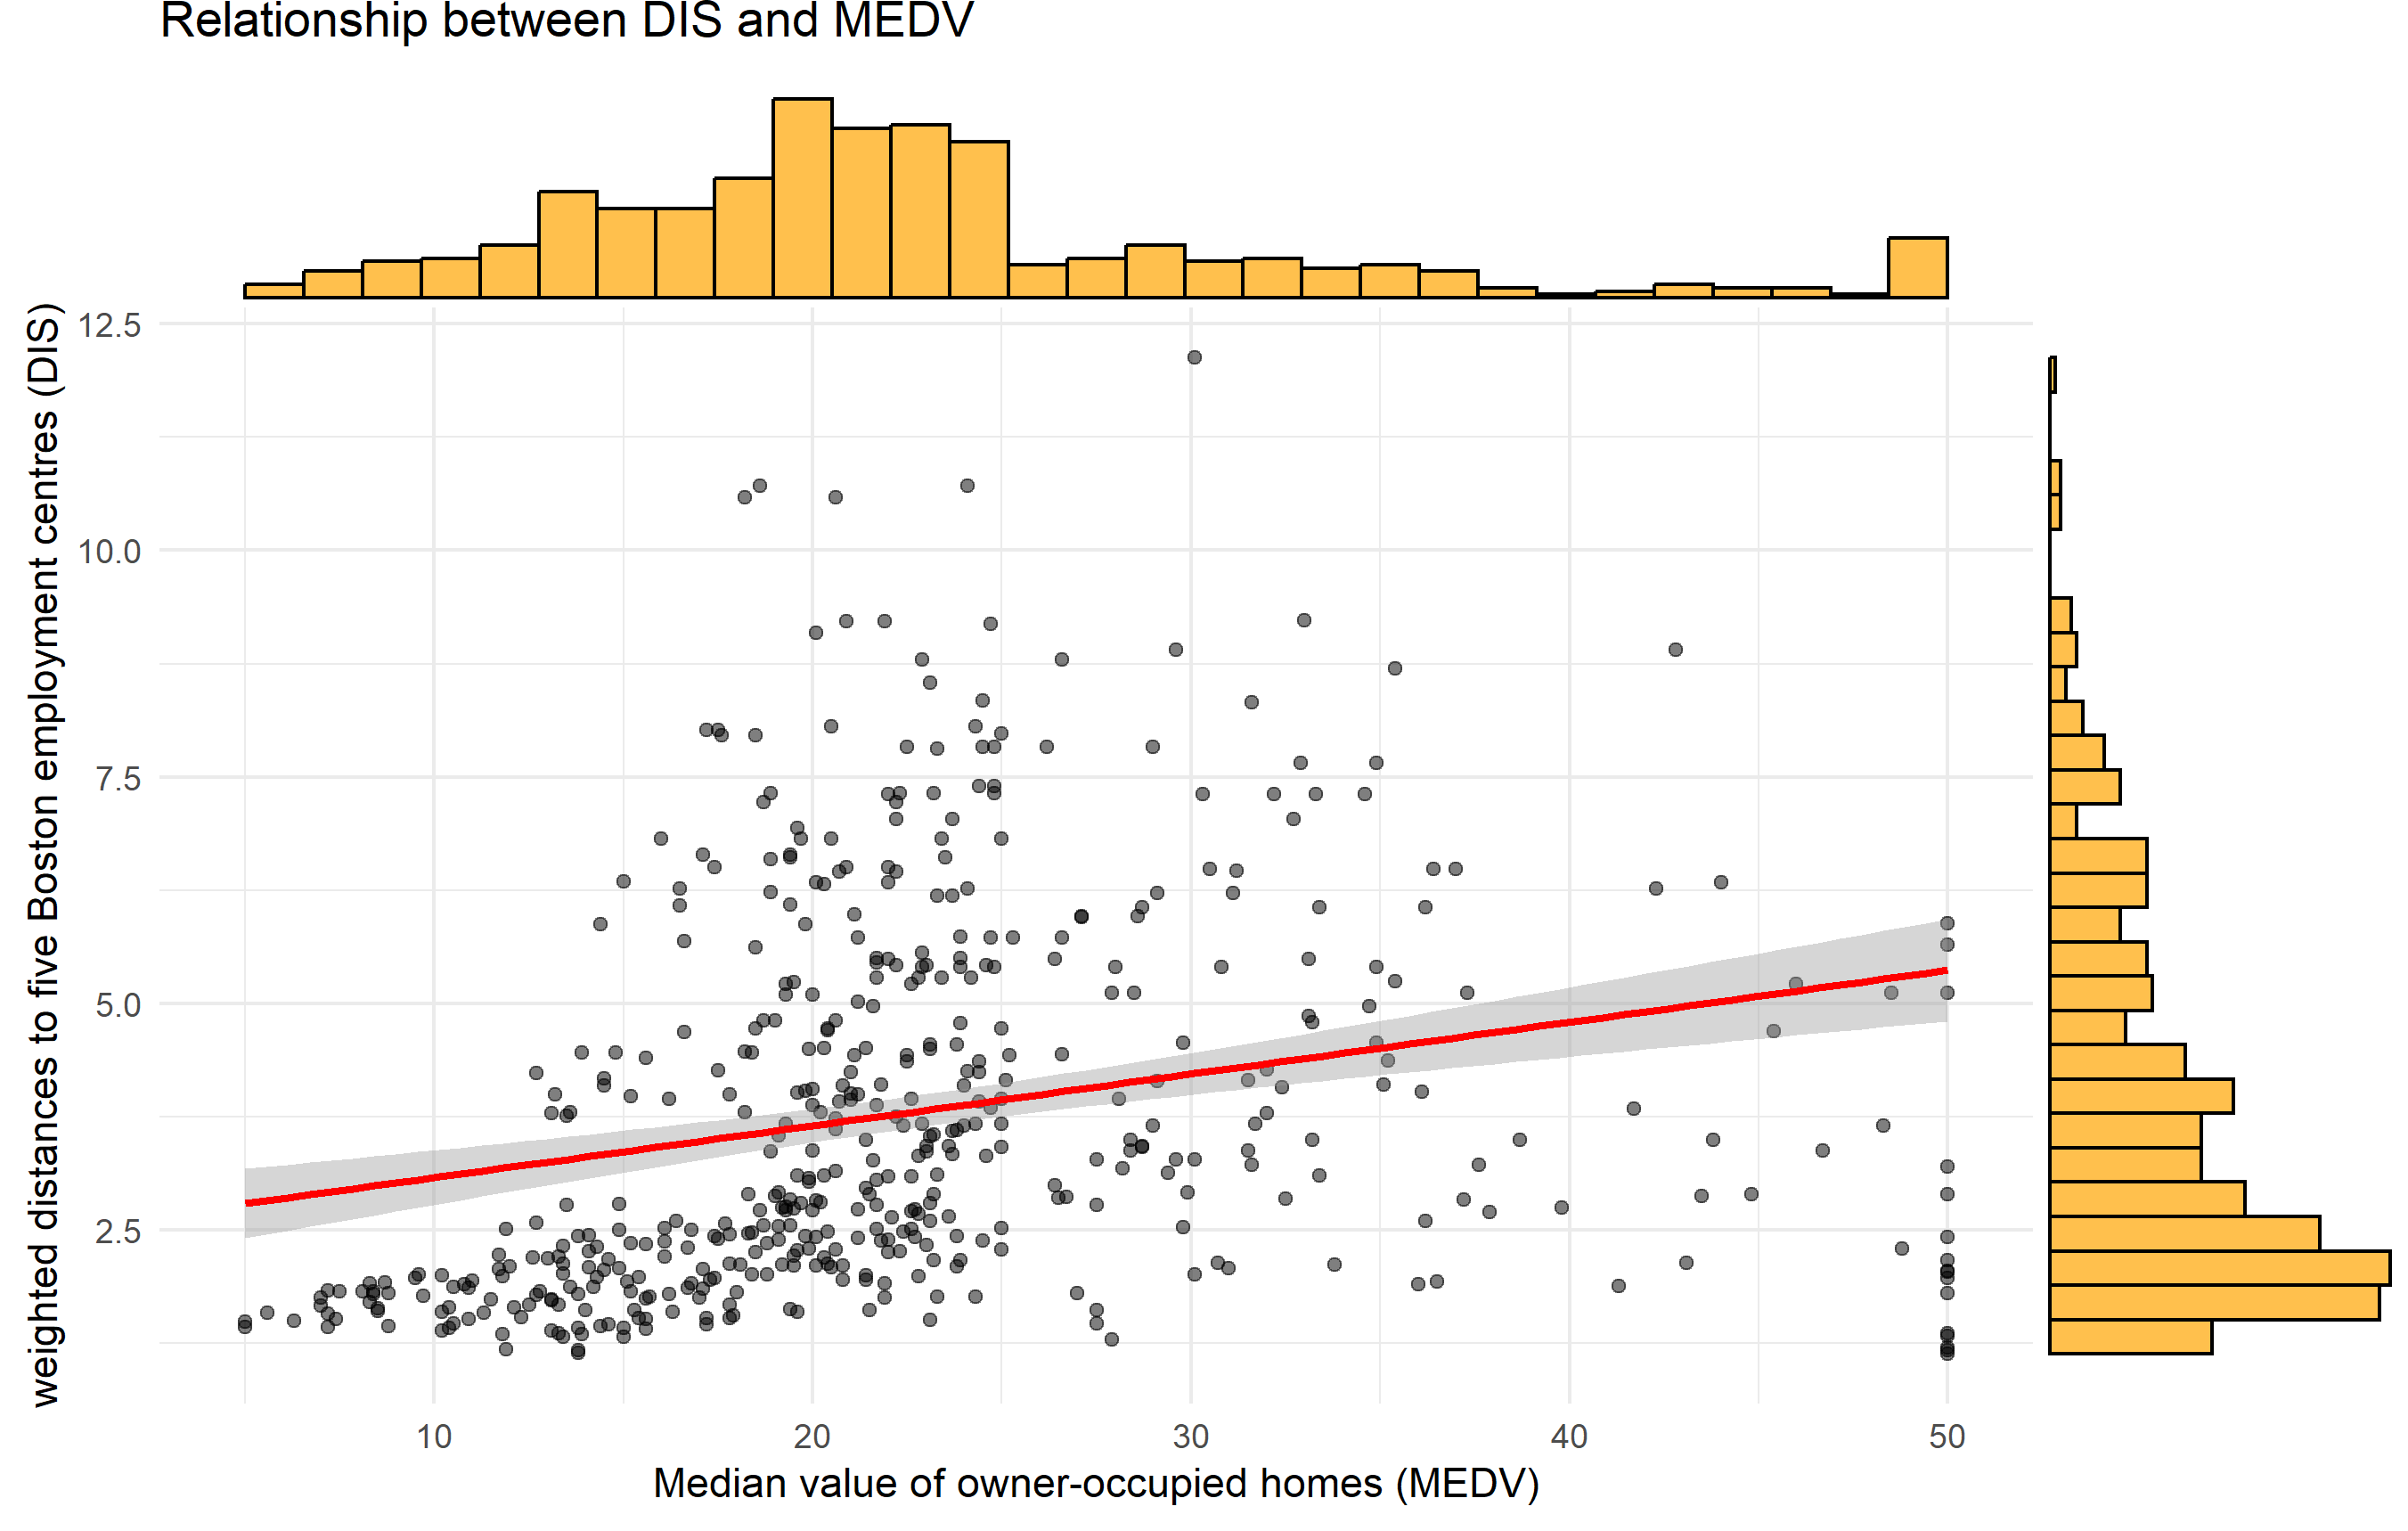 Relationship between DIS and MEDV
weighted distances to five Boston employment centres (DIS)
12.5
10.0
7.5
5.0
2.5
10 20 30 40 50
Median value of owner-occupied homes (MEDV)